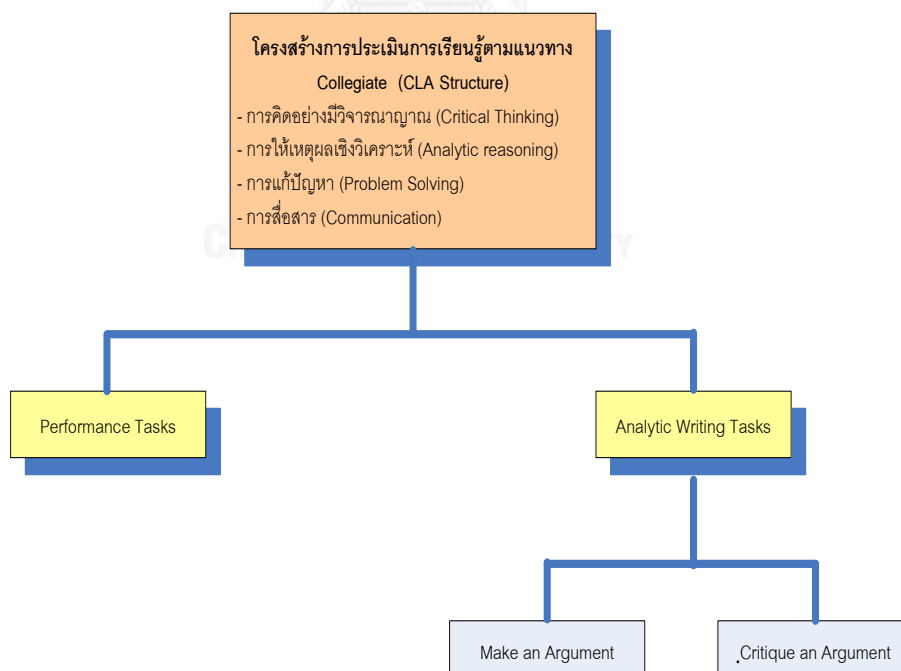 โครงสร้างการประเมินการเรียนรู้ตามแนวทาง
Collegiate (CLA Structure)
- การคิดอย่างมีวิจารณาญาณ (Critical Thinking)
- การให้เหตุผลเชิงวิเคราะห์ (Analytic reasoning)
- การแก้ปัญหา (Problem Solving)
- การสื่อสาร (Communication)
Performance Tasks
Analytic Writing Tasks
Make an Argument
Critique an Argument